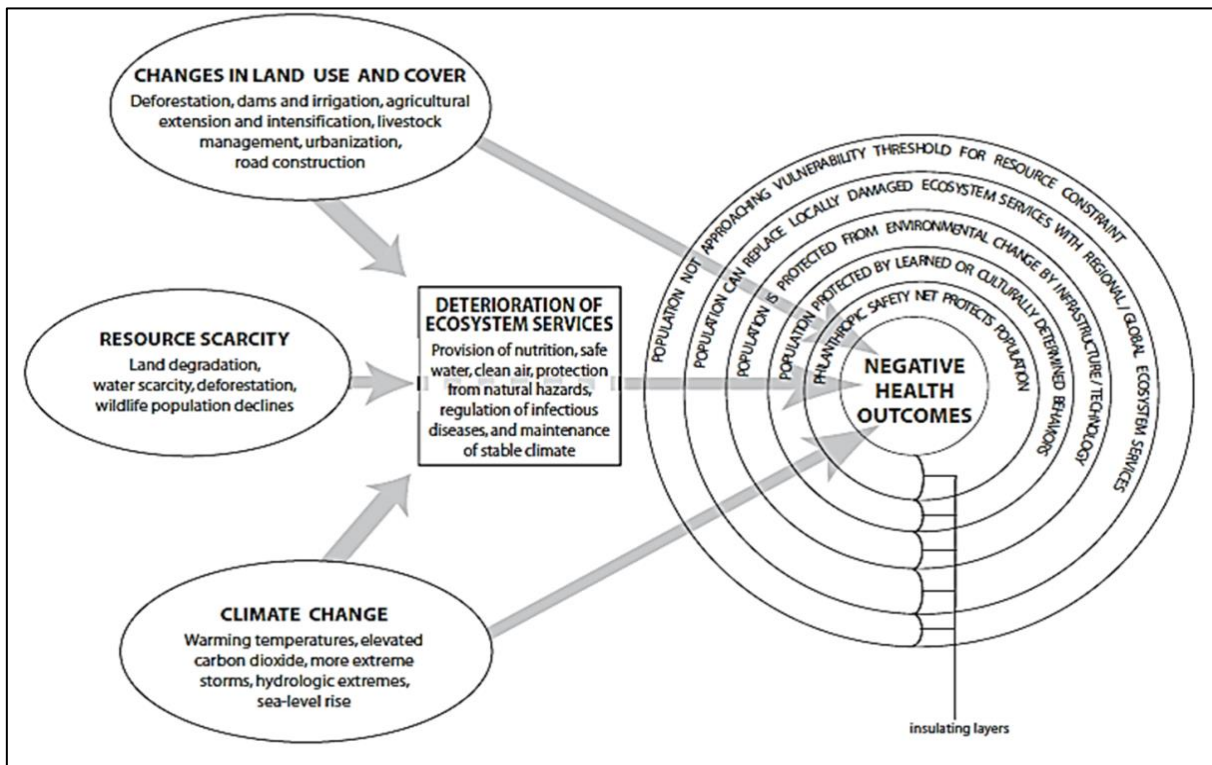 CHANGES IN LAND USE AND COVER
Deforestation, dams and irrigation, agricultural
extension and intensification, livestock
management, urbanization,
road construction
RESOURCE SCARCITY
Land degradation,
water scarcity, deforestation,
wildlife population declines
CLIMATE CHANGE
Warming temperatures, elevated
carbon dioxide, more extreme
storms, hydrologic extremes,
sea-level rise
DETERIORATION OF
ECOSYSTEM SERVICES
Provision of nutrition, safe
water, clean air, protection
from natural hazards,
regulation of infectious
diseases, and maintenance
of stable climate
POPULATION NOT APPROACHING VULNERABILITY THRESHOLD FOR RESOURCE CONSTRAINT
POPULATION CAN REPLACE LOCALLY DAMAGED ECOSYSTEM SERVICES WITH REGIONAL/GLOBAL ECOSYSTEM SERVICES
POPULATION IS PROTECTED FROM ENVIRONMENTAL CHANGE BY INFRASTRUCTURE/TECHNOLOGY
POPULATION PROTECTED BY LEARNED OR CULTURALLY DETERMINED BEHAVIORS
PHILANTHROPIC SAFETY NET PROTECTS POPULATION
NEGATIVE
HEALTH
OUTCOMES
insulating layers